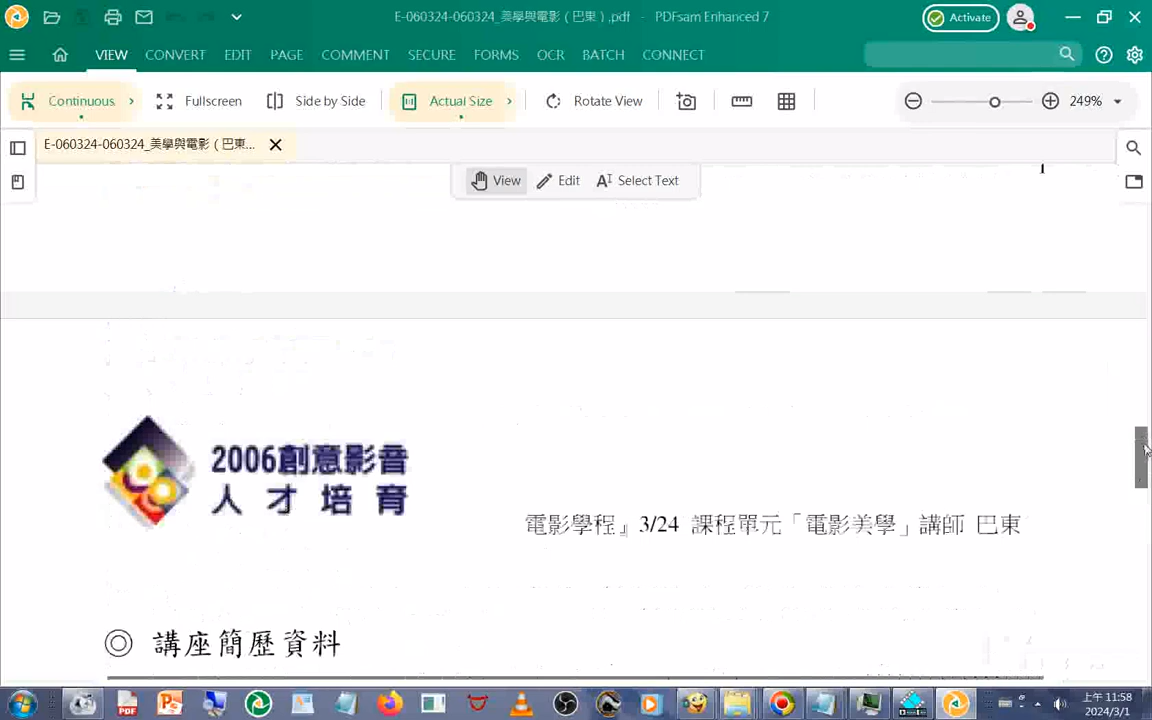 E-060324-060324_美學與電影（巴東）.pdf - PDFsam Enhanced 7
Activate
VIEW CONVERT EDIT PAGE COMMENT SECURE FORMS OCR BATCH CONNECT
Continuous Fullscreen Side by Side Actual Size Rotate View 249%
E-060324-060324_美學與電影（巴東...
View Edit Select Text
1
2006創意影音
人才培育
電影學程』3/24 課程單元「電影美學」講師 巴東
◎ 講座簡歷資料
上午 11:58
2024/3/1